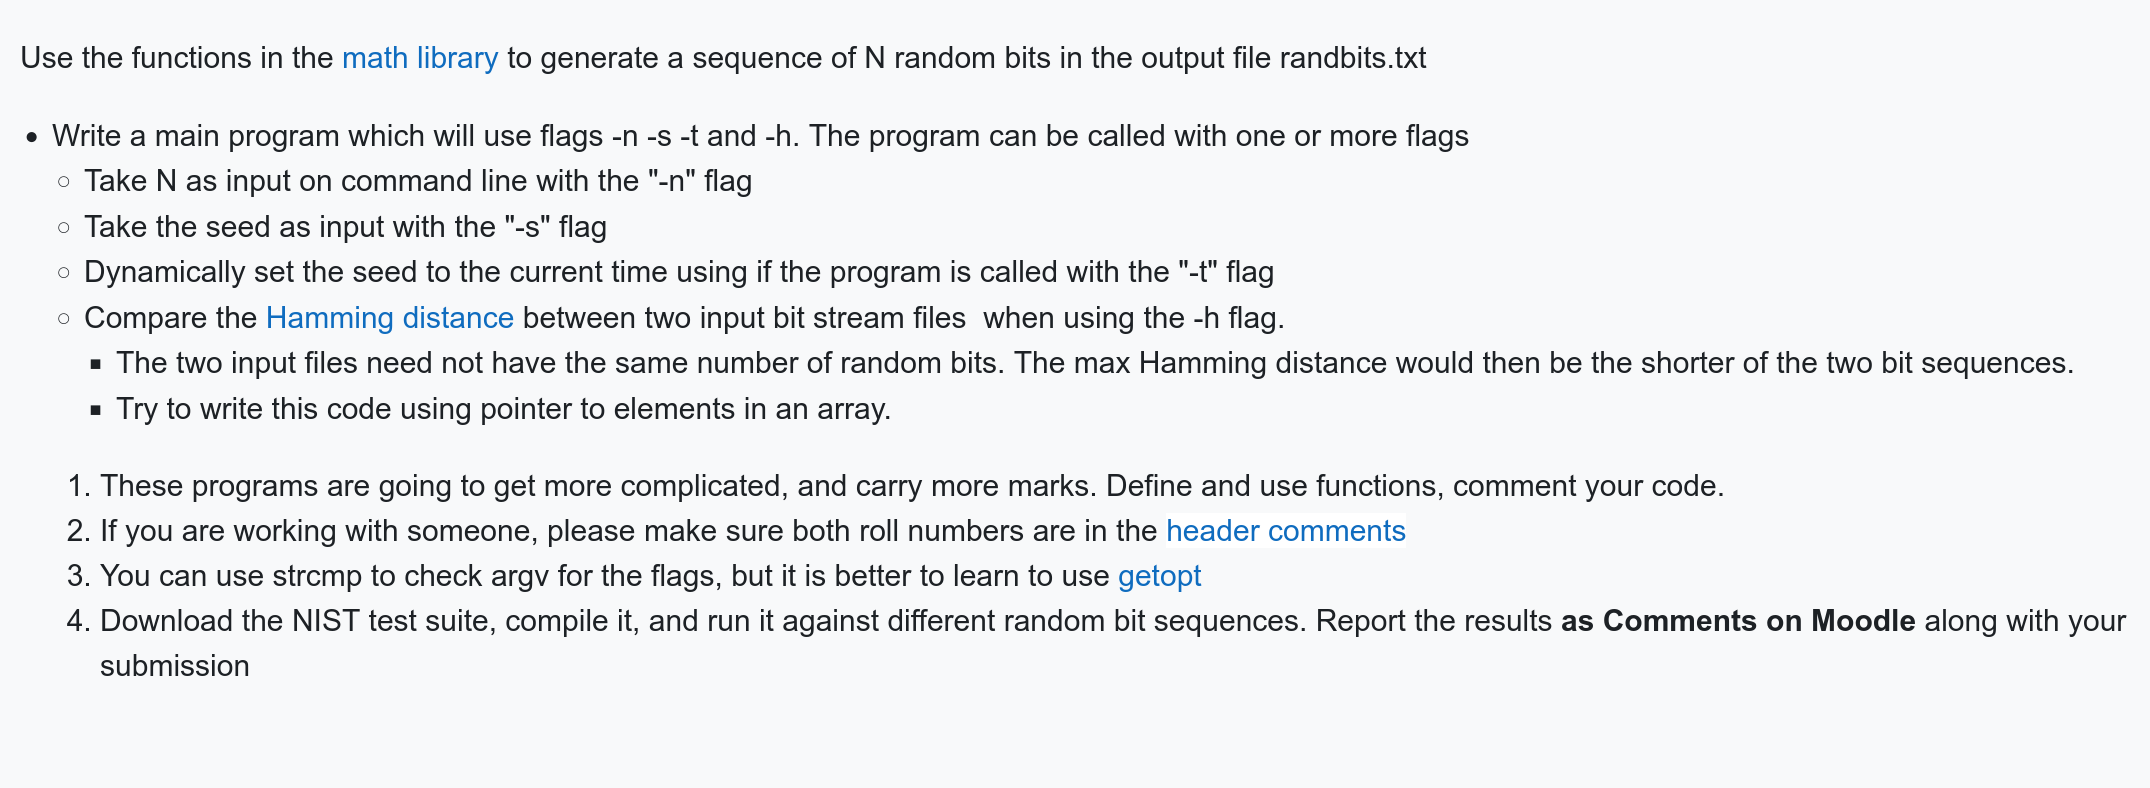 Use the functions in the math library to generate a sequence of N random bits in the output file randbits.txt
• Write a main program which will use flags -n -s -t and -h. The program can be called with one or more flags
○ Take N as input on command line with the "-n" flag
○ Take the seed as input with the "-s" flag
○ Dynamically set the seed to the current time using if the program is called with the "-t" flag
○ Compare the Hamming distance between two input bit stream files  when using the -h flag.
▪ The two input files need not have the same number of random bits. The max Hamming distance would then be the shorter of the two bit sequences.
▪ Try to write this code using pointer to elements in an array.
1. These programs are going to get more complicated, and carry more marks. Define and use functions, comment your code.
2. If you are working with someone, please make sure both roll numbers are in the header comments
3. You can use strcmp to check argv for the flags, but it is better to learn to use getopt
4. Download the NIST test suite, compile it, and run it against different random bit sequences. Report the results as Comments on Moodle along with your
submission